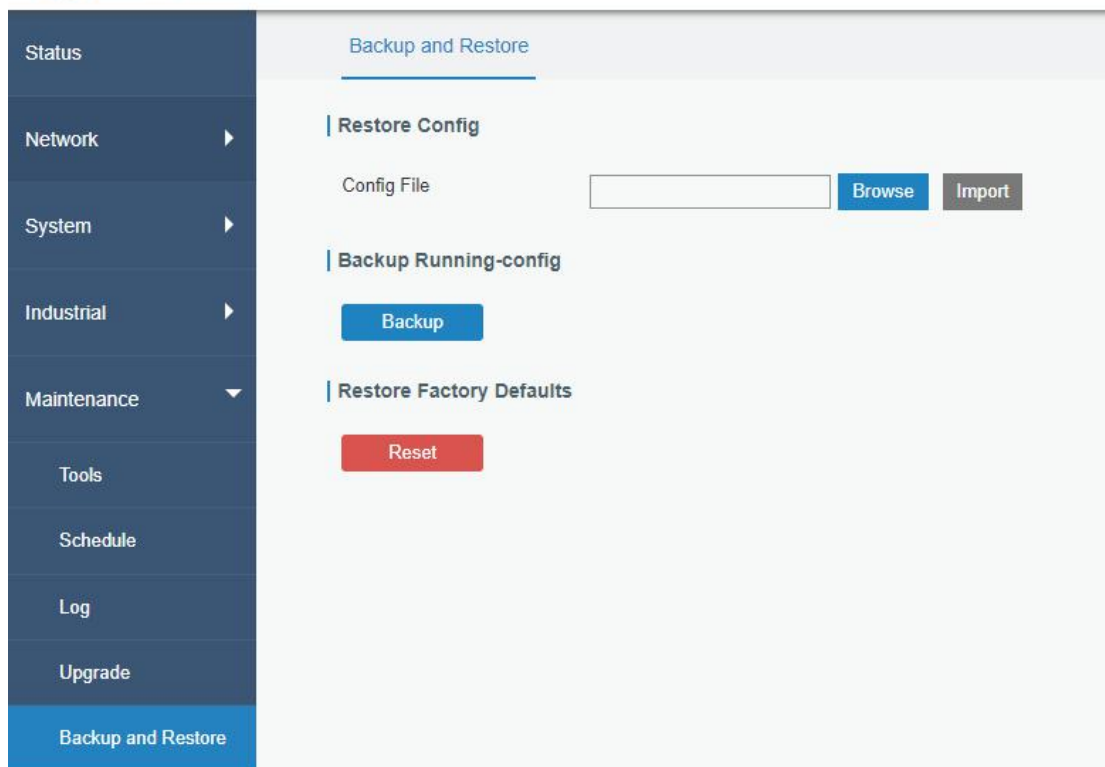 Status
Network
System
Industrial
Maintenance
Tools
Schedule
Log
Upgrade
Backup and Restore
Backup and Restore
Restore Config
Config File
Browse
Import
Backup Running-config
Backup
Restore Factory Defaults
Reset